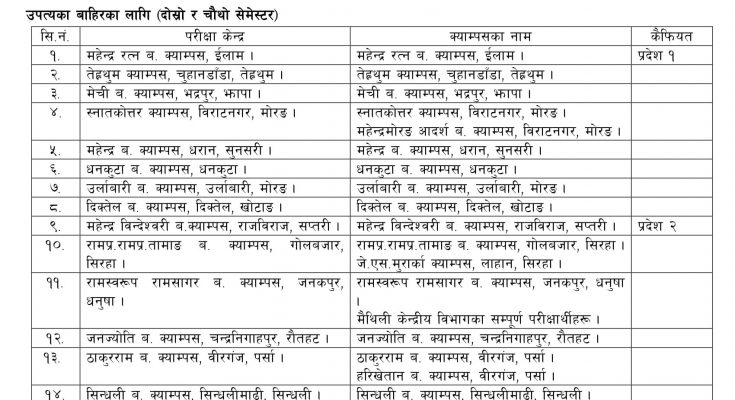 उपत्यका बाहिरका लागि (दोस्रो र चौथो सेमेस्टर)
सि.नं. परीक्षा केन्द्र क्याम्पसका नाम कैफियत
१. महेन्द्र रत्न ब. क्याम्पस, ईलाम । महेन्द्र रत्न ब. क्याम्पस, ईलाम । प्रदेश १
२. तेह्रथुम क्याम्पस, चुहानडाँडा, तेह्रथुम । तेह्रथुम क्याम्पस, चुहानडाँडा, तेह्रथुम ।
३. मेची ब. क्याम्पस, भद्रपुर, झापा । मेची ब. क्याम्पस, भद्रपुर, झापा ।
४. स्नातकोत्तर क्याम्पस, विराटनगर, मोरङ । स्नातकोत्तर क्याम्पस, विराटनगर, मोरङ ।
महेन्द्रमोरङ आदर्श ब. क्याम्पस, विराटनगर, मोरङ ।
५. महेन्द्र ब. क्याम्पस, धरान, सुनसरी । महेन्द्र ब. क्याम्पस, धरान, सुनसरी ।
६. धनकुटा ब. क्याम्पस, धनकुटा । धनकुटा ब. क्याम्पस, धनकुटा ।
७. उर्लाबारी ब. क्याम्पस, उर्लाबारी, मोरङ । उर्लाबारी ब. क्याम्पस, उर्लाबारी, मोरङ ।
८. दिक्तेल ब. क्याम्पस, दिक्तेल, खोटाङ । दिक्तेल ब. क्याम्पस, दिक्तेल, खोटाङ ।
९. महेन्द्र विन्देश्वरी ब.क्याम्पस, राजविराज, सप्तरी । महेन्द्र विन्देश्वरी ब. क्याम्पस, राजविराज, सप्तरी । प्रदेश २
१०. रामप्र.रामप्र.तामाङ ब. क्याम्पस, गोलबजार, रामप्र.रामप्र.तामाङ ब. क्याम्पस, गोलबजार, सिरहा ।
सिरहा । जे.एस.मुरार्का क्याम्पस, लाहान, सिरहा ।
११. रामस्वरूप रामसागर ब. क्याम्पस, जनकपुर, रामस्वरूप रामसागर ब. क्याम्पस, जनकपुर, धनुषा
धनुषा । ।
मैथिली केन्द्रीय विभागका सम्पूर्ण परीक्षार्थीहरू ।
१२. जनज्योति ब. क्याम्पस, चन्द्रनिगाहपुर, रौतहट । जनज्योति ब. क्याम्पस, चन्द्रनिगाहपुर, रौतहट ।
१३. ठाकुरराम ब. क्याम्पस, वीरगंज, पर्सा । ठाकुरराम ब. क्याम्पस, वीरगंज, पर्सा ।
हरिखेतान ब. क्याम्पस, वीरगंज, पर्सा ।
१४. सिन्धुली ब. क्याम्पस, सिन्धुलीमाढी, सिन्धुली । सिन्धुली ब. क्याम्पस, सिन्धुलीमाढी, सिन्धुली ।